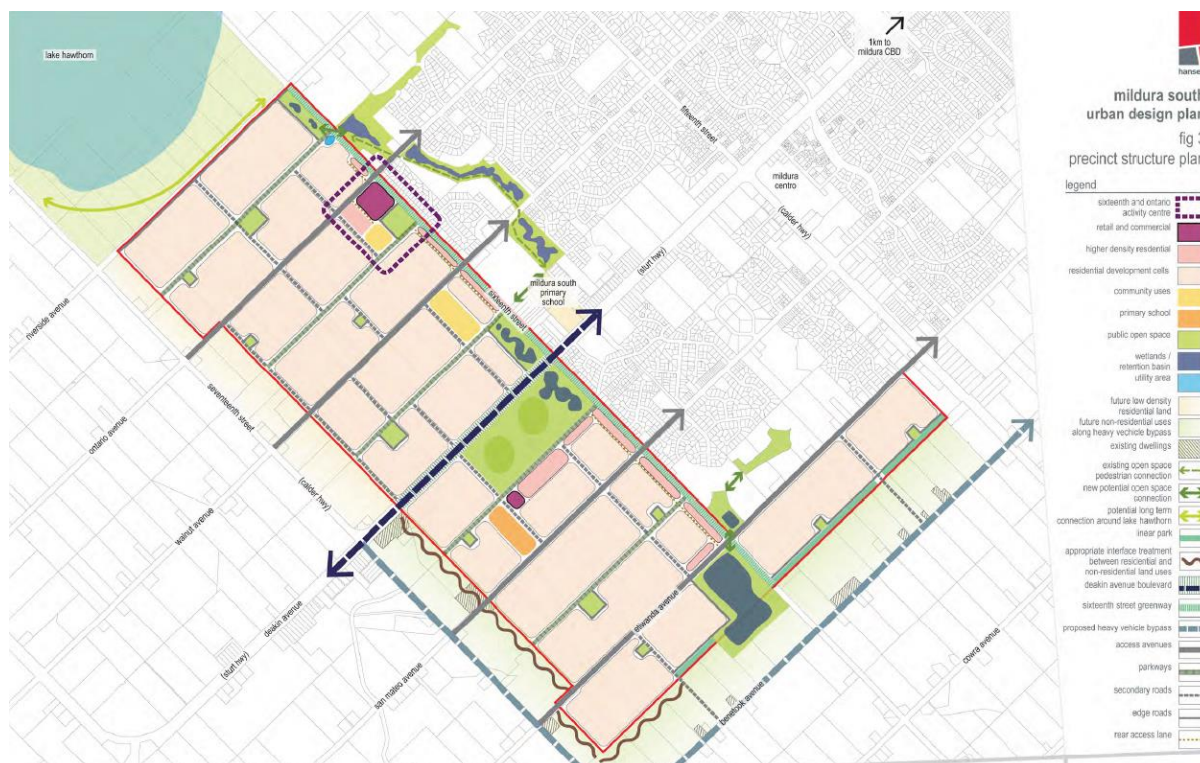 lake hawthorn
1km to
mildura CBD
fifteenth street
mildura
centro
(calder hwy)
(sturt hwy)
mildura south
primary
school
sixteenth street
riverside avenue
seventeenth street
ontario avenue
(calder hwy)
walnut avenue
deakin avenue
(sturt hwy)
san mateo avenue
etiwanda avenue
benetook avenue
cowra avenue
hanse
mildura south
urban design plan
fig
precinct structure plan
legend
sixteenth and ontario
activity centre
retail and commercial
higher density residential
residential development cells
community uses
primary school
public open space
wetlands /
retention basin
utility area
future low density
residential land
future non-residential uses
along heavy vechicle bypass
existing dwellings
existing open space
pedestrian connection
new potential open space
connection
potential long term
connection around lake hawthorn
linear park
appropriate interface treatment
between residential and
non-residential land uses
deakin avenue boulevard
sixteenth street greenway
proposed heavy vehicle bypass
access avenues
parkways
secondary roads
edge roads
rear access lane